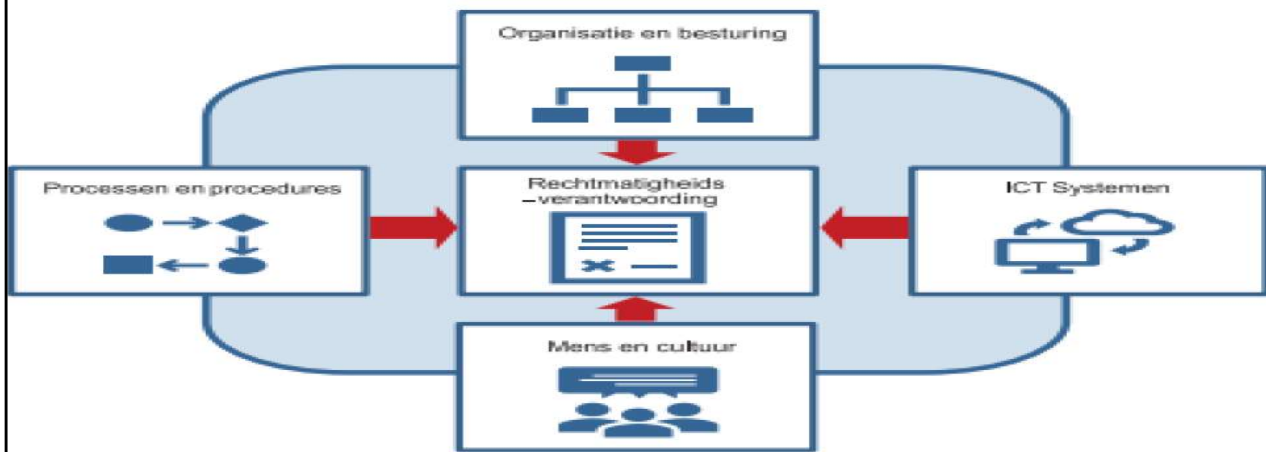 Organisatie en besturing
Processen en procedures
Rechtmatigheids
-verantwoording
ICT Systemen
Mens en cultuur